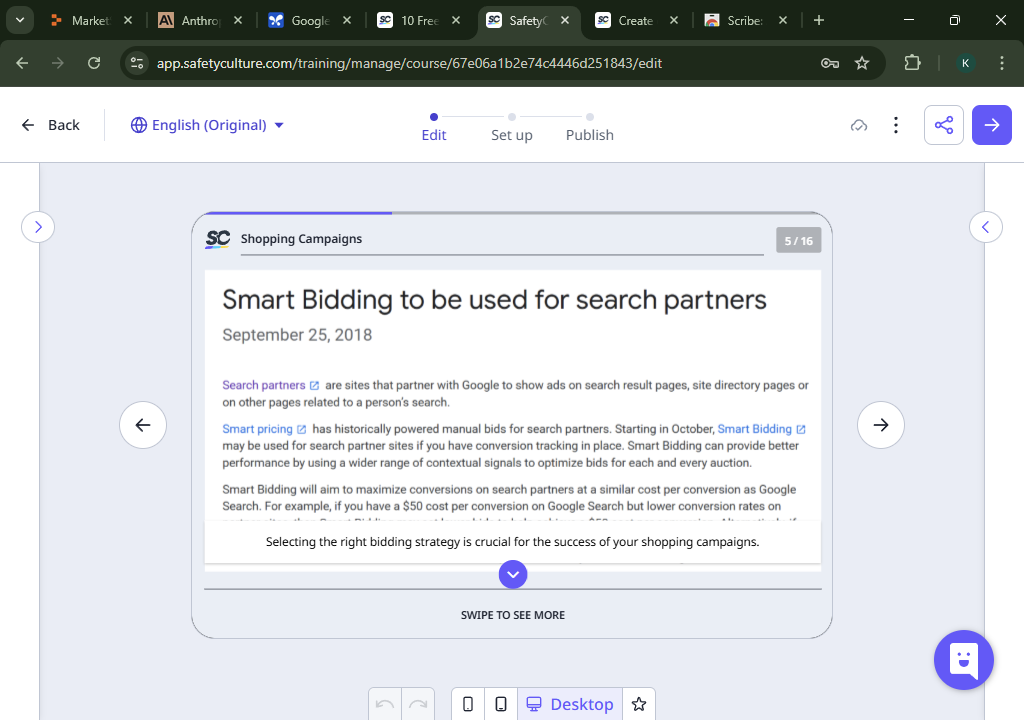 Market
Anthro
Google
10 Free
SafetyC
Create
Scribe:
app.safetyculture.com/training/manage/course/67e06a1b2e74c4446d251843/edit
K
Back
English (Original)
Edit
Set up
Publish
SC
Shopping Campaigns
5 / 16
Smart Bidding to be used for search partners
September 25, 2018
Search partners are sites that partner with Google to show ads on search result pages, site directory pages or
on other pages related to a person's search.
Smart pricing has historically powered manual bids for search partners. Starting in October, Smart Bidding
may be used for search partner sites if you have conversion tracking in place. Smart Bidding can provide better
performance by using a wider range of contextual signals to optimize bids for each and every auction.
Smart Bidding will aim to maximize conversions on search partners at a similar cost per conversion as Google
Search. For example, if you have a $50 cost per conversion on Google Search but lower conversion rates on
Selecting the right bidding strategy is crucial for the success of your shopping campaigns.
SWIPE TO SEE MORE
Desktop